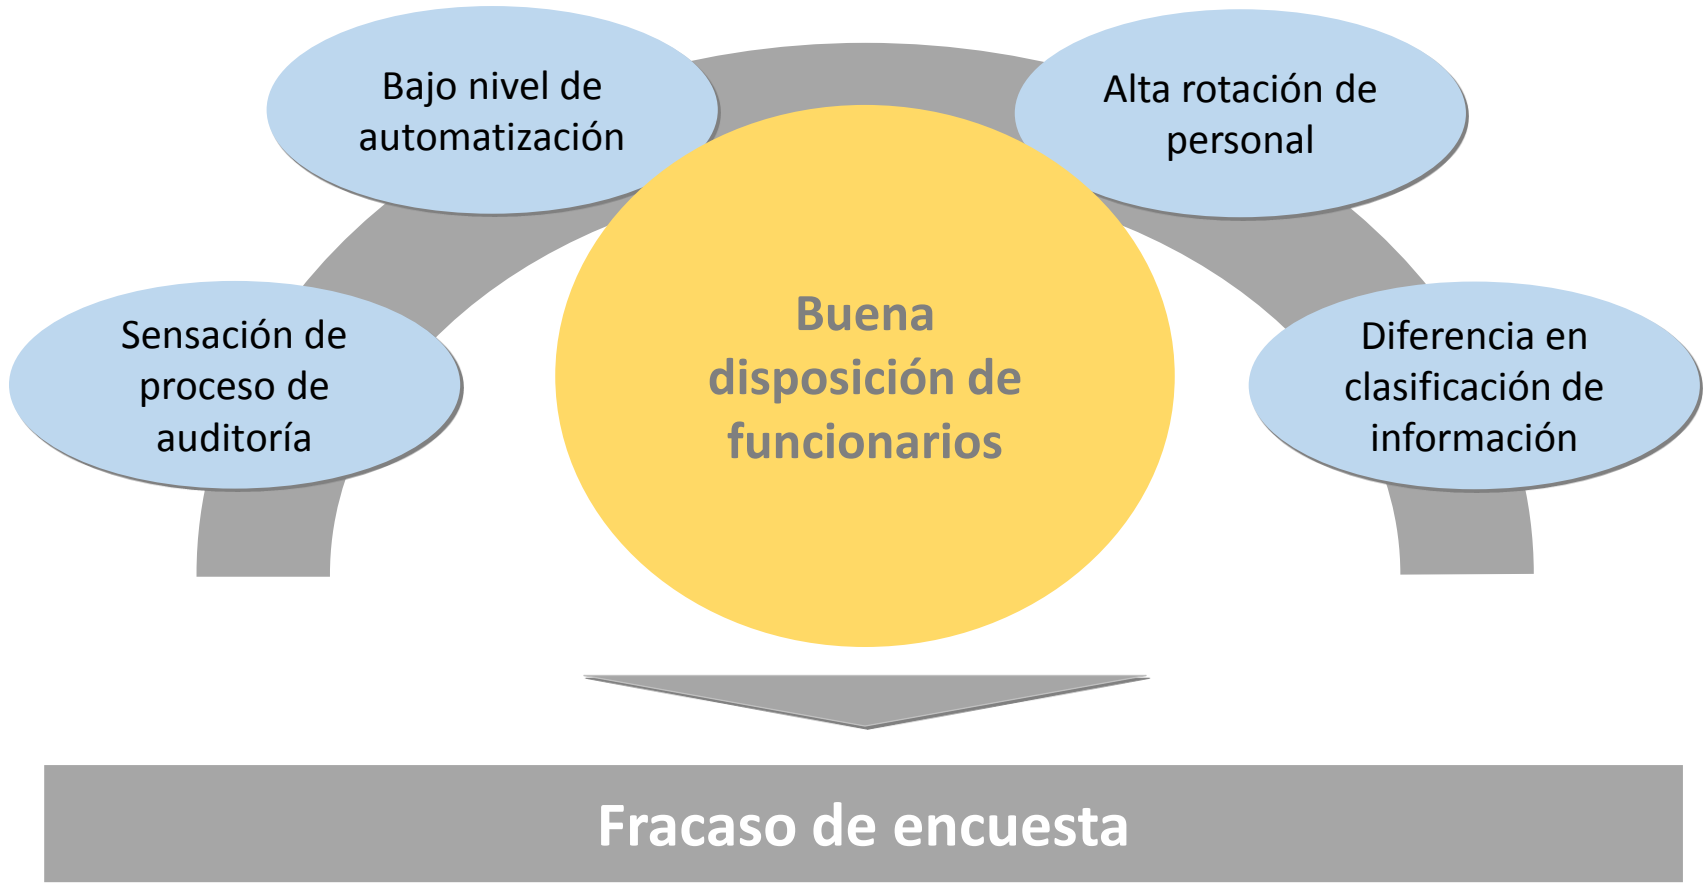 Bajo nivel de
automatización
Alta rotación de
personal
Sensación de
proceso de
auditoría
Buena
disposición de
funcionarios
Diferencia en
clasificación de
información
Fracaso de encuesta